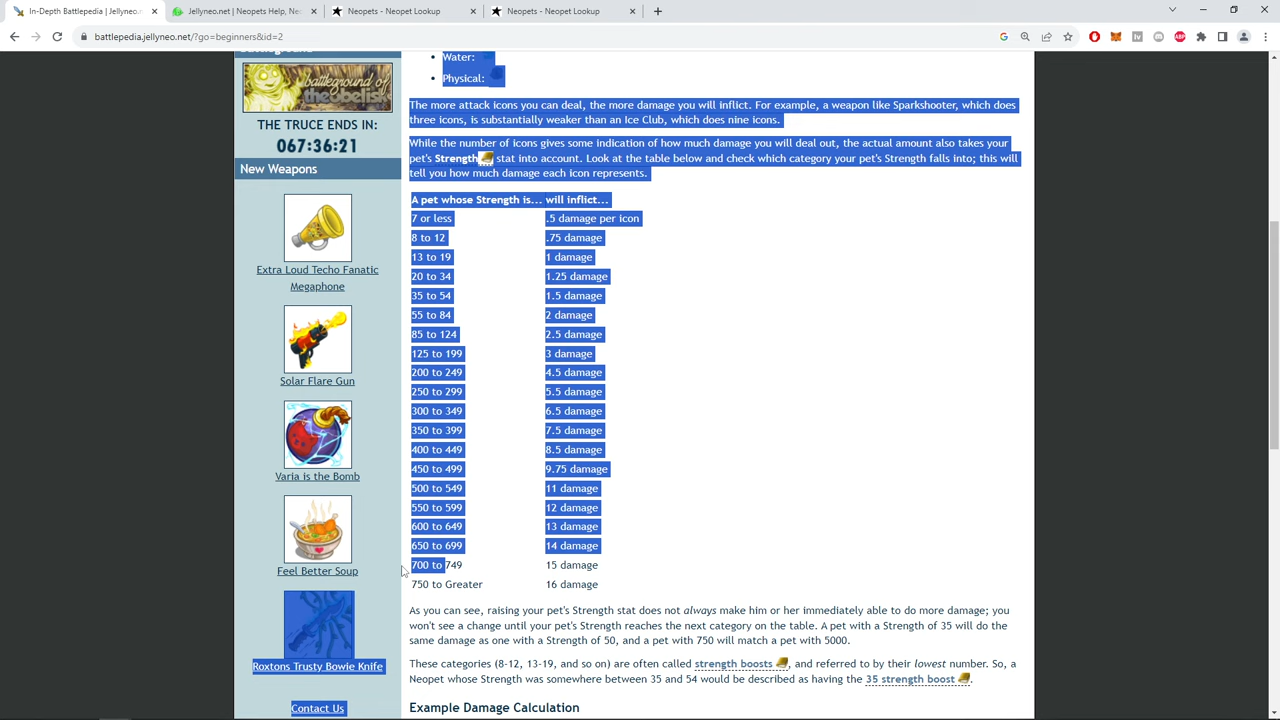 In-Depth Battlepedia | Jellyneo.n
Jellyneo.net | Neopets Help, Ne
Neopets - Neopet Lookup
Neopets - Neopet Lookup
battlepedia.jellyneo.net/?go=beginners&id=2
battleground of
the obelisk
THE TRUCE ENDS IN:
067:36:21
New Weapons
Extra Loud Techo Fanatic
Megaphone
Solar Flare Gun
Varia is the Bomb
Feel Better Soup
Roxtons Trusty Bowie Knife
Contact Us
• Water:
• Physical:
The more attack icons you can deal, the more damage you will inflict. For example, a weapon like Sparkshooter, which does
three icons, is substantially weaker than an Ice Club, which does nine icons.
While the number of icons gives some indication of how much damage you will deal out, the actual amount also takes your
pet's Strength stat into account. Look at the table below and check which category your pet's Strength falls into; this will
tell you how much damage each icon represents.
A pet whose Strength is... will inflict...
7 or less .5 damage per icon
8 to 12 .75 damage
13 to 19 1 damage
20 to 34 1.25 damage
35 to 54 1.5 damage
55 to 84 2 damage
85 to 124 2.5 damage
125 to 199 3 damage
200 to 249 4.5 damage
250 to 299 5.5 damage
300 to 349 6.5 damage
350 to 399 7.5 damage
400 to 449 8.5 damage
450 to 499 9.75 damage
500 to 549 11 damage
550 to 599 12 damage
600 to 649 13 damage
650 to 699 14 damage
700 to 749 15 damage
750 to Greater 16 damage
As you can see, raising your pet's Strength stat does not always make him or her immediately able to do more damage; you
won't see a change until your pet's Strength reaches the next category on the table. A pet with a Strength of 35 will do the
same damage as one with a Strength of 50, and a pet with 750 will match a pet with 5000.
These categories (8-12, 13-19, and so on) are often called strength boosts, and referred to by their lowest number. So, a
Neopet whose Strength was somewhere between 35 and 54 would be described as having the 35 strength boost.
Example Damage Calculation